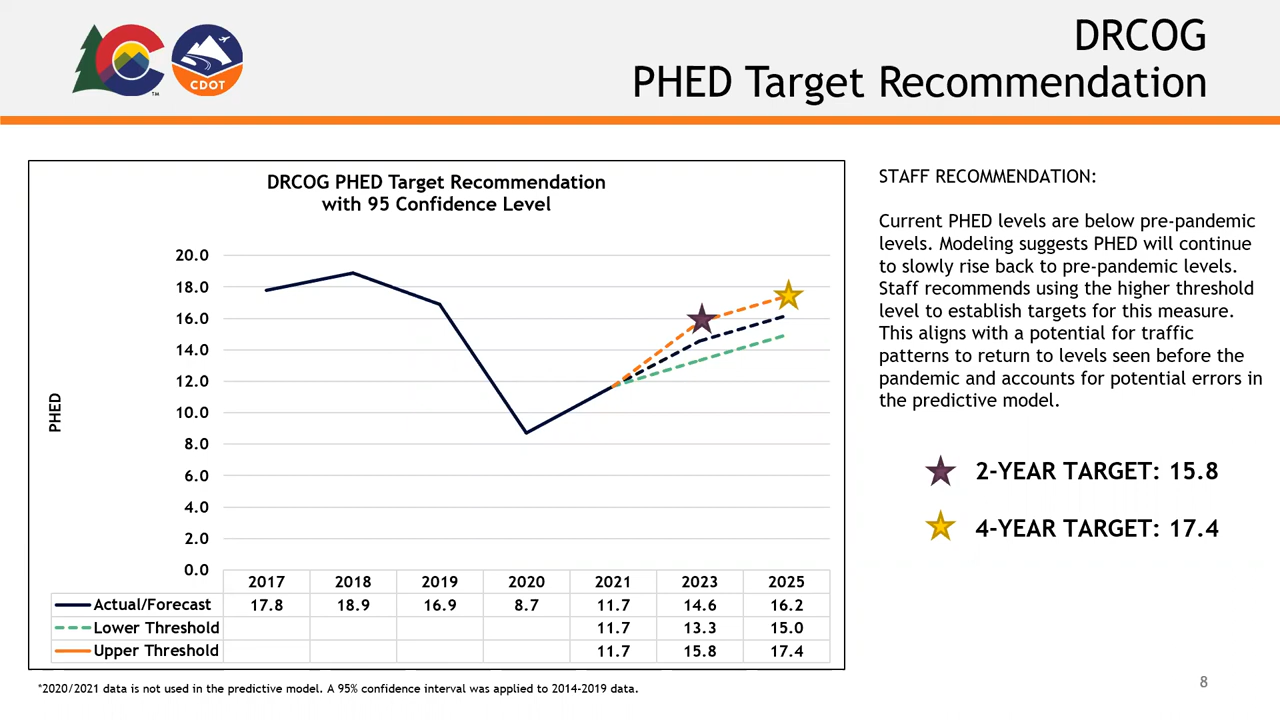 DRCOG
PHED Target Recommendation
TM
CDOT
DRCOG PHED Target Recommendation
with 95 Confidence Level
PHED
20.0
18.0
16.0
14.0
12.0
10.0
8.0
6.0
4.0
2.0
0.0
2017 2018 2019 2020 2021 2023 2025
Actual/Forecast 17.8 18.9 16.9 8.7 11.7 14.6 16.2
Lower Threshold 11.7 13.3 15.0
Upper Threshold 11.7 15.8 17.4
*2020/2021 data is not used in the predictive model. A 95% confidence interval was applied to 2014-2019 data.
STAFF RECOMMENDATION:
Current PHED levels are below pre-pandemic
levels. Modeling suggests PHED will continue
to slowly rise back to pre-pandemic levels.
Staff recommends using the higher threshold
level to establish targets for this measure.
This aligns with a potential for traffic
patterns to return to levels seen before the
pandemic and accounts for potential errors in
the predictive model.
2-YEAR TARGET: 15.8
4-YEAR TARGET: 17.4
8